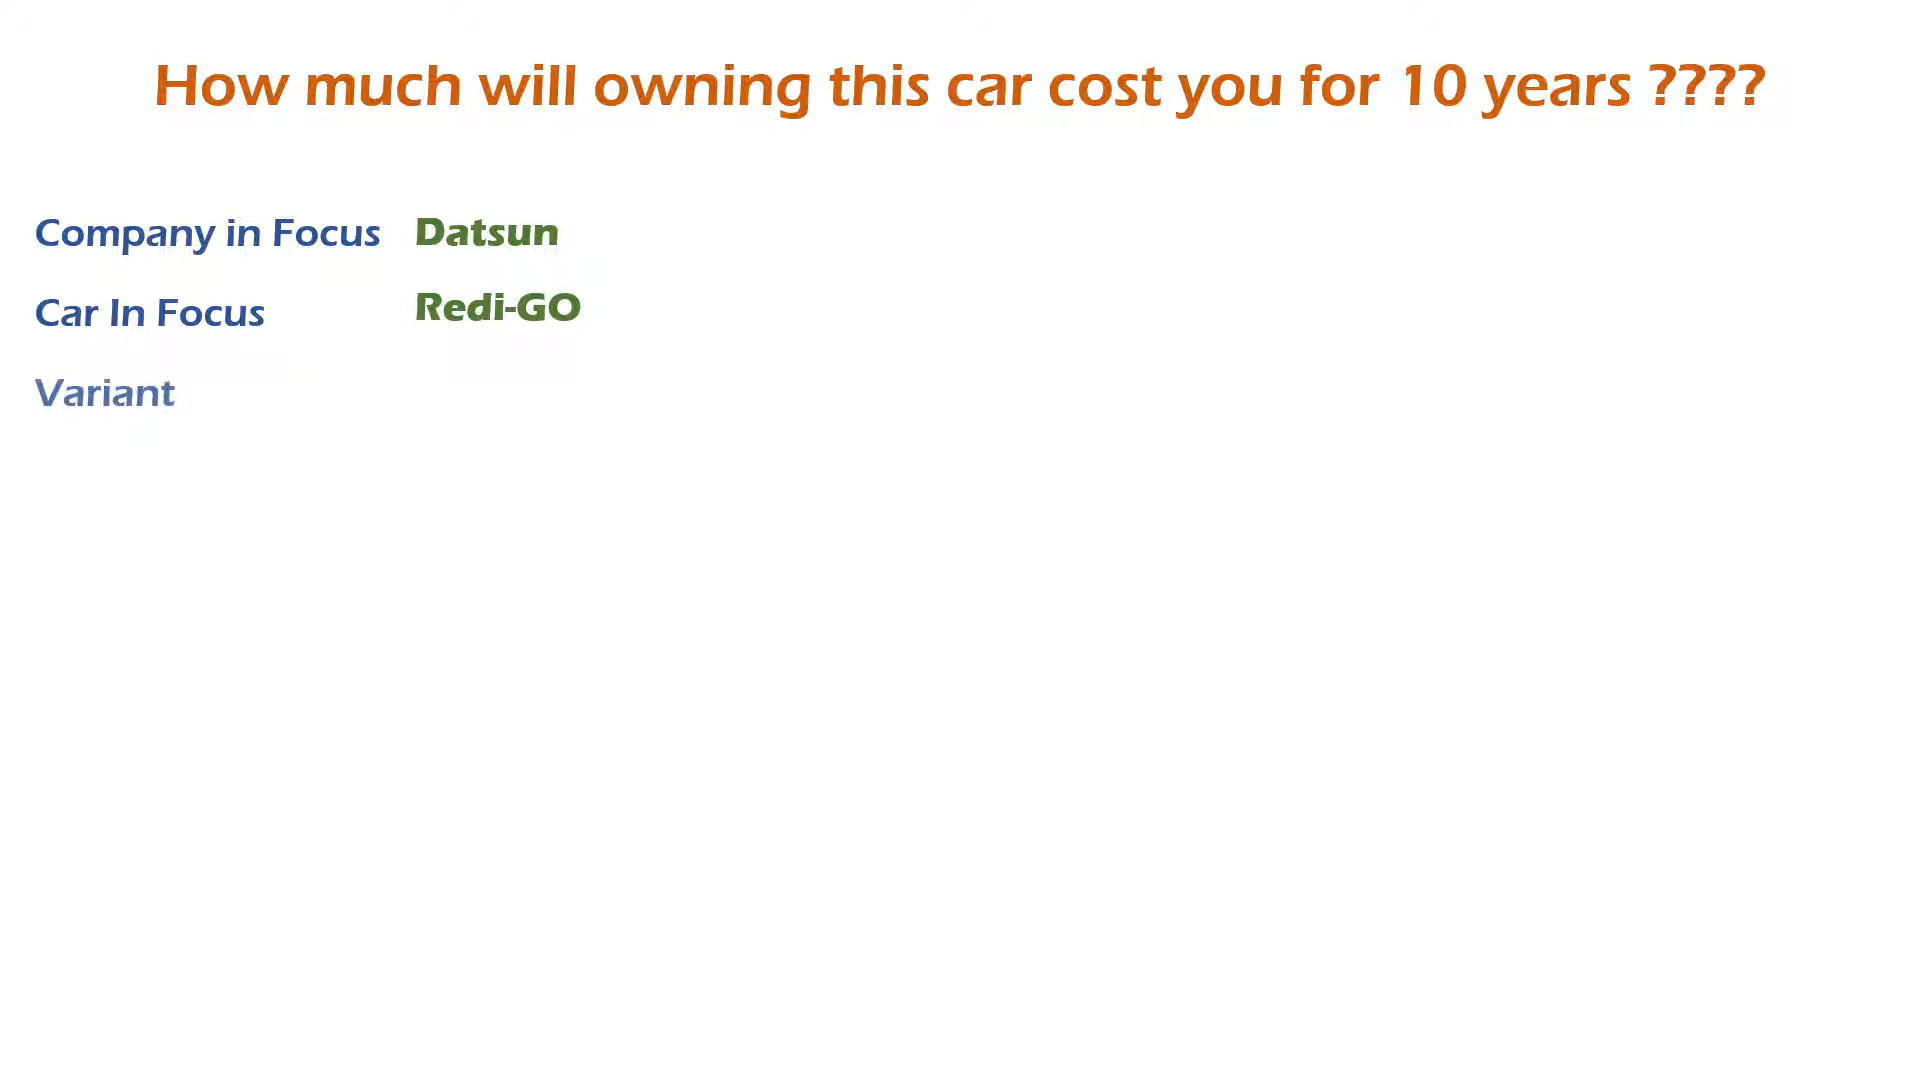 How much will owning this car cost you for 10 years ????
Company in Focus Datsun
Car In Focus Redi-GO
Variant